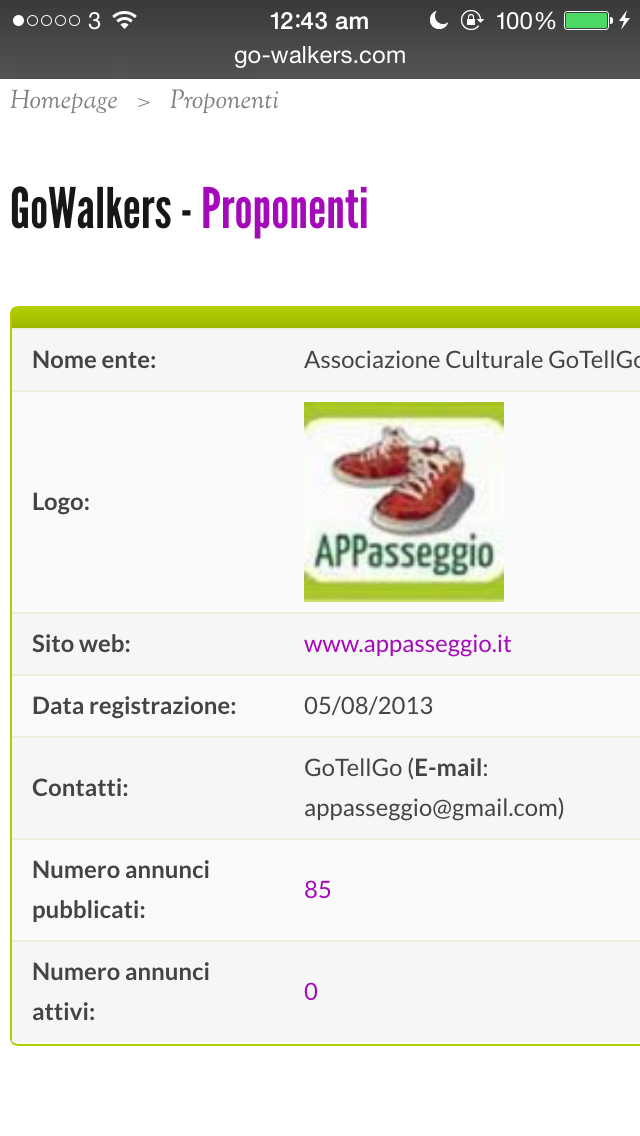 3 12:43 am 100%
go-walkers.com
Homepage > Proponenti
GoWalkers - Proponenti
Nome ente: Associazione Culturale GoTellGo
Logo:
APPasseggio
Sito web: www.appasseggio.it
Data registrazione: 05/08/2013
Contatti: GoTellGo (E-mail:
appasseggio@gmail.com)
Numero annunci
pubblicati: 85
Numero annunci
attivi: 0